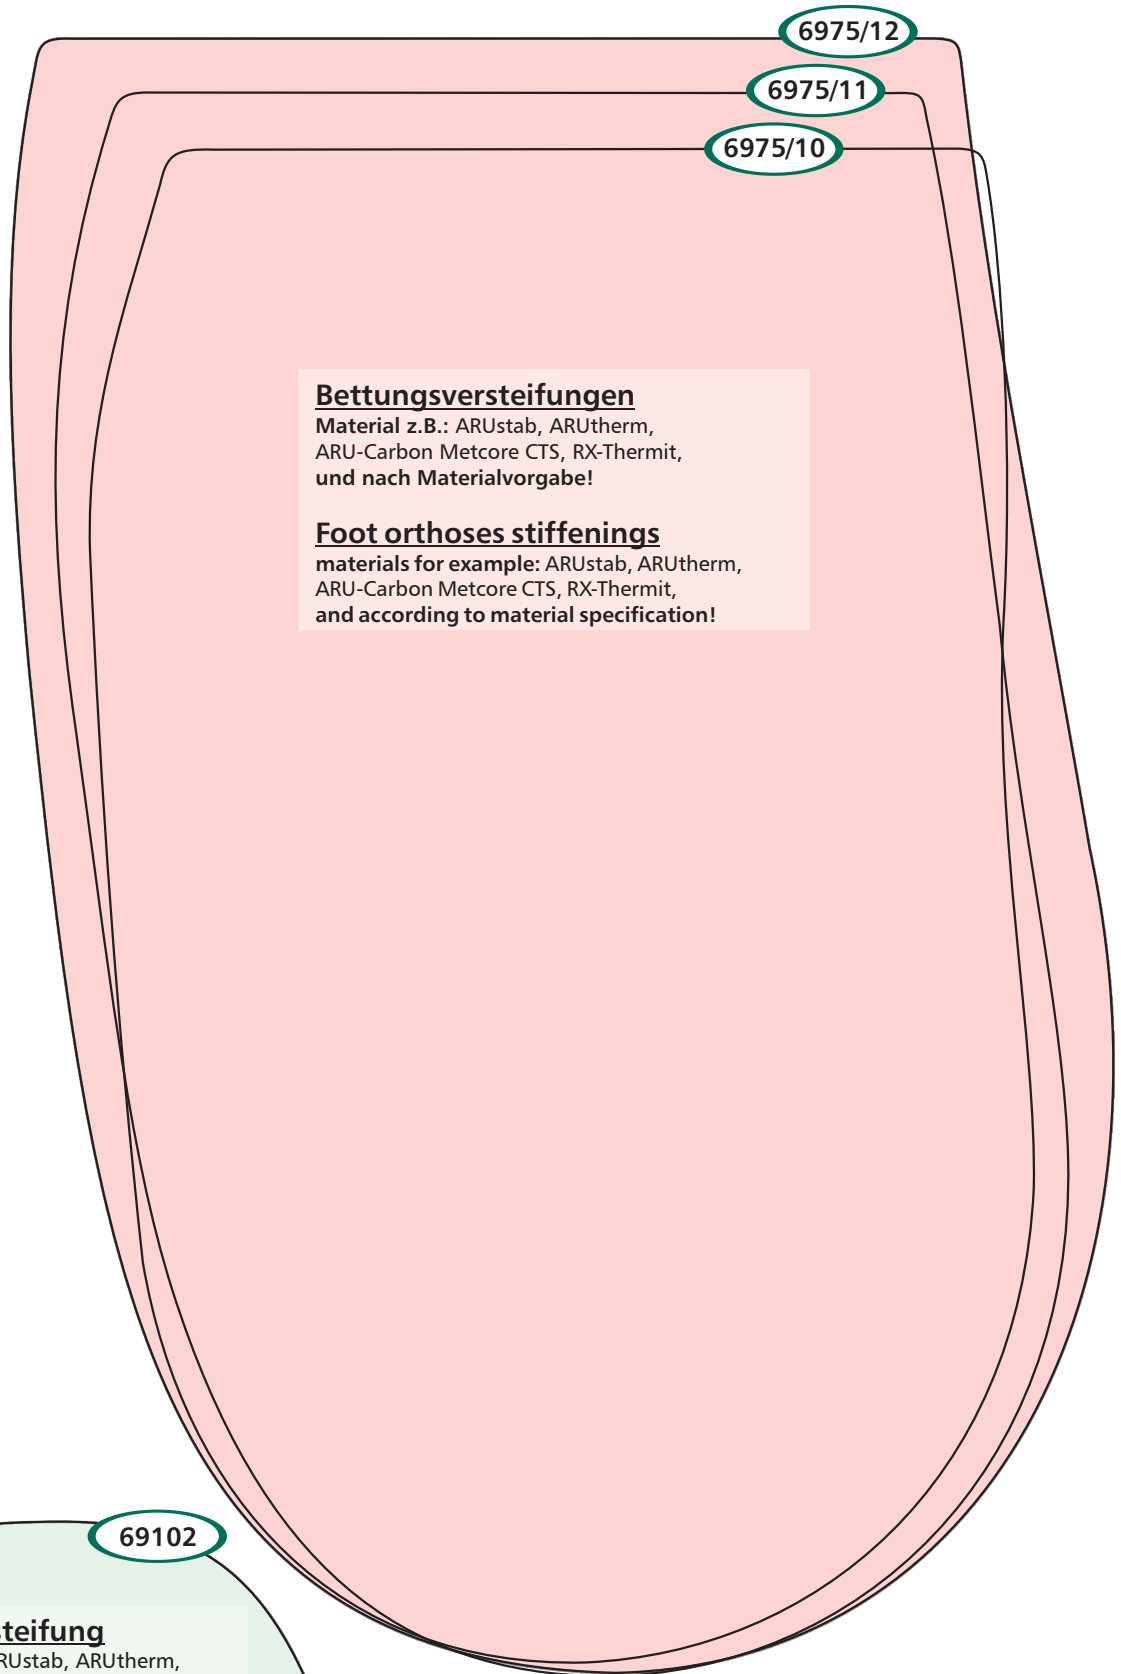 6975/12
6975/11
6975/10
Bettungsversteifungen
Material z.B.: ARUstab, ARUtherm,
ARU-Carbon Metcore CTS, RX-Thermit,
und nach Materialvorgabe!
Foot orthoses stiffenings
materials for example: ARUstab, ARUtherm,
ARU-Carbon Metcore CTS, RX-Thermit,
and according to material specification!
69102
steifung
RUstab, ARUtherm,